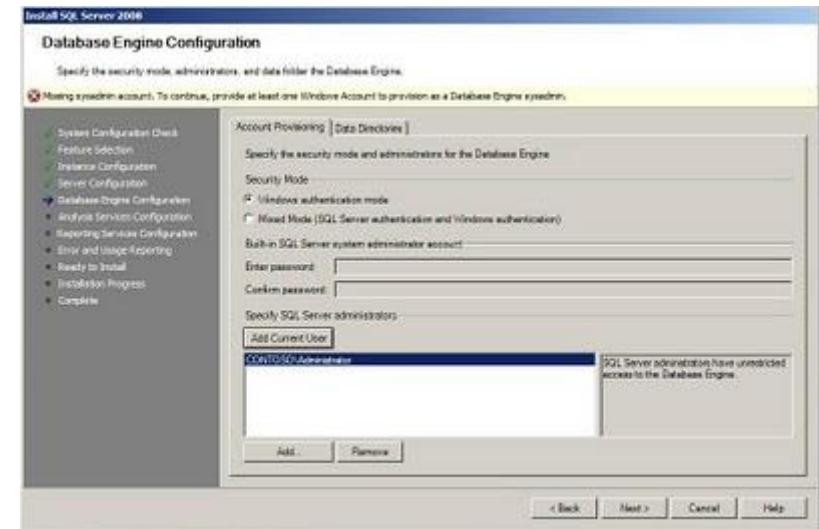 Install SQL Server 2008
Database Engine Configuration
Specify the security mode, administrators, and data folder the Database Engine.
Missing sysadmin account. To continue, provide at least one Windows Account to provision as a Database Engine sysadmin.
System Configuration Check
Feature Selection
Instance Configuration
Server Configuration
Database Engine Configuration
Analysis Services Configuration
Reporting Services Configuration
Error and Usage Reporting
Ready to Install
Installation Progress
Complete
Account Provisioning
Data Directories
Specify the security mode and administrators for the Database Engine
Security Mode
Windows authentication mode
Mixed Mode (SQL Server authentication and Windows authentication)
Built-in SQL Server system administrator account
Enter password:
Confirm password:
Specify SQL Server administrators
Add Current User
CONTOSO\Administrator
SQL Server administrators have unrestricted
access to the Database Engine.
Add...
Remove
< Back
Next >
Cancel
Help